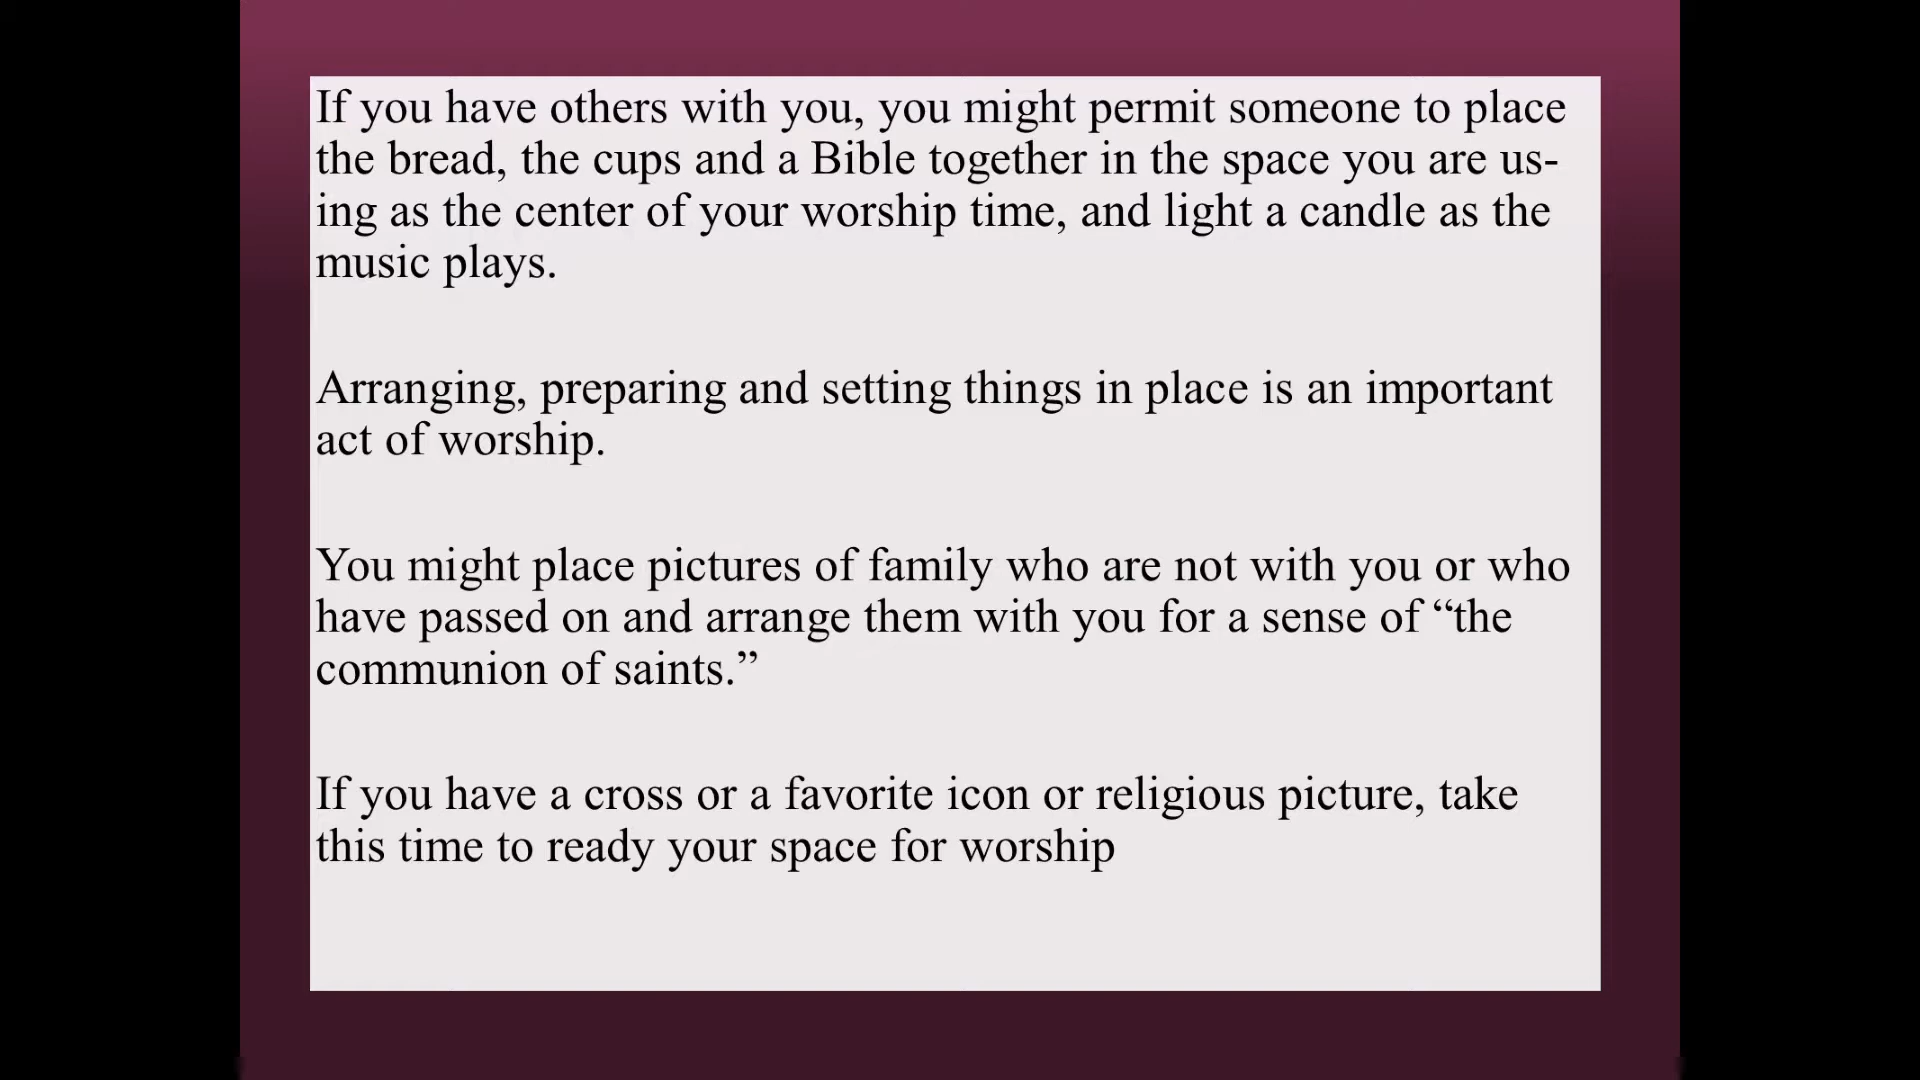 If you have others with you, you might permit someone to place
the bread, the cups and a Bible together in the space you are us-
ing as the center of your worship time, and light a candle as the
music plays.
Arranging, preparing and setting things in place is an important
act of worship.
You might place pictures of family who are not with you or who
have passed on and arrange them with you for a sense of “the
communion of saints.”
If you have a cross or a favorite icon or religious picture, take
this time to ready your space for worship